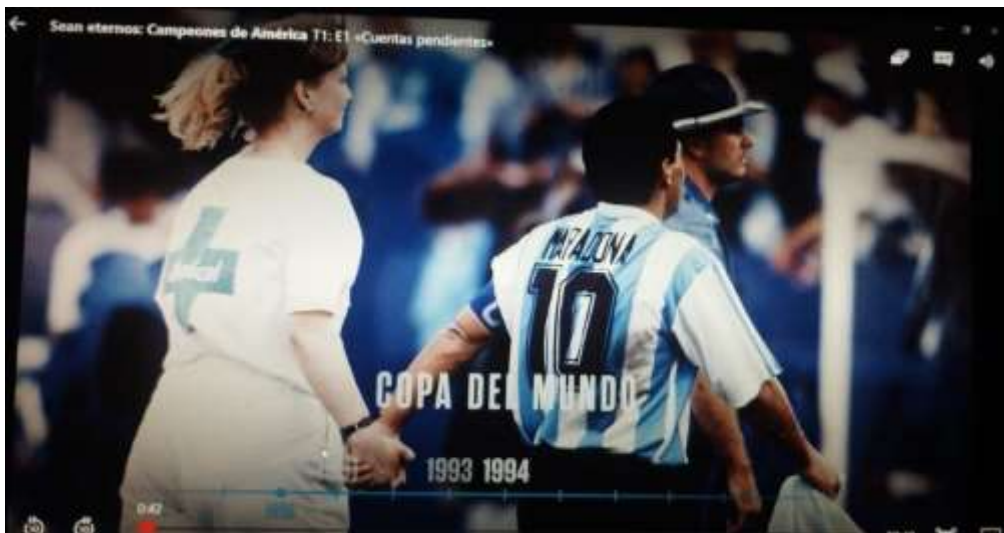 Sean eternos: Campeones de América T1: E1 «Cuentas pendientes»
MARADONA
10
COPA DEL MUNDO
1993 1994
0:42